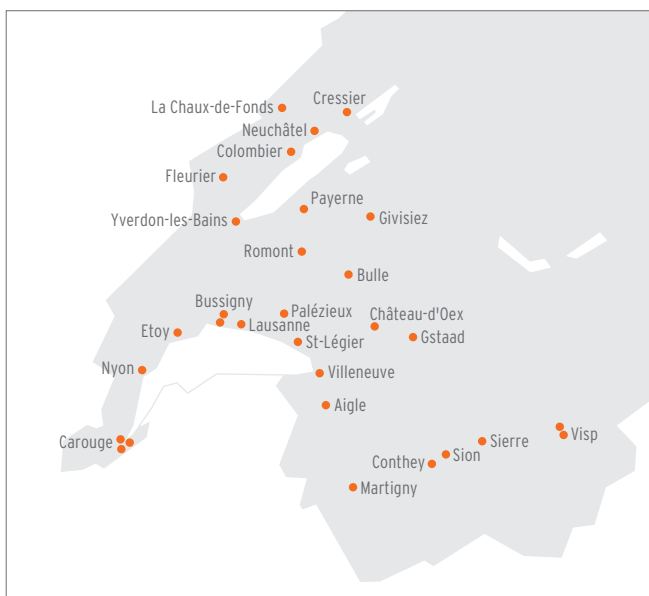 Cressier
La Chaux-de-Fonds
Neuchâtel
Colombier
Fleurier
Payerne
Givisiez
Yverdon-les-Bains
Romont
Bulle
Bussigny
Palézieux
Château-d'Oex
Lausanne
Etoy
Gstaad
St-Légier
Nyon
Villeneuve
Aigle
Visp
Carouge
Sierre
Sion
Conthey
Martigny